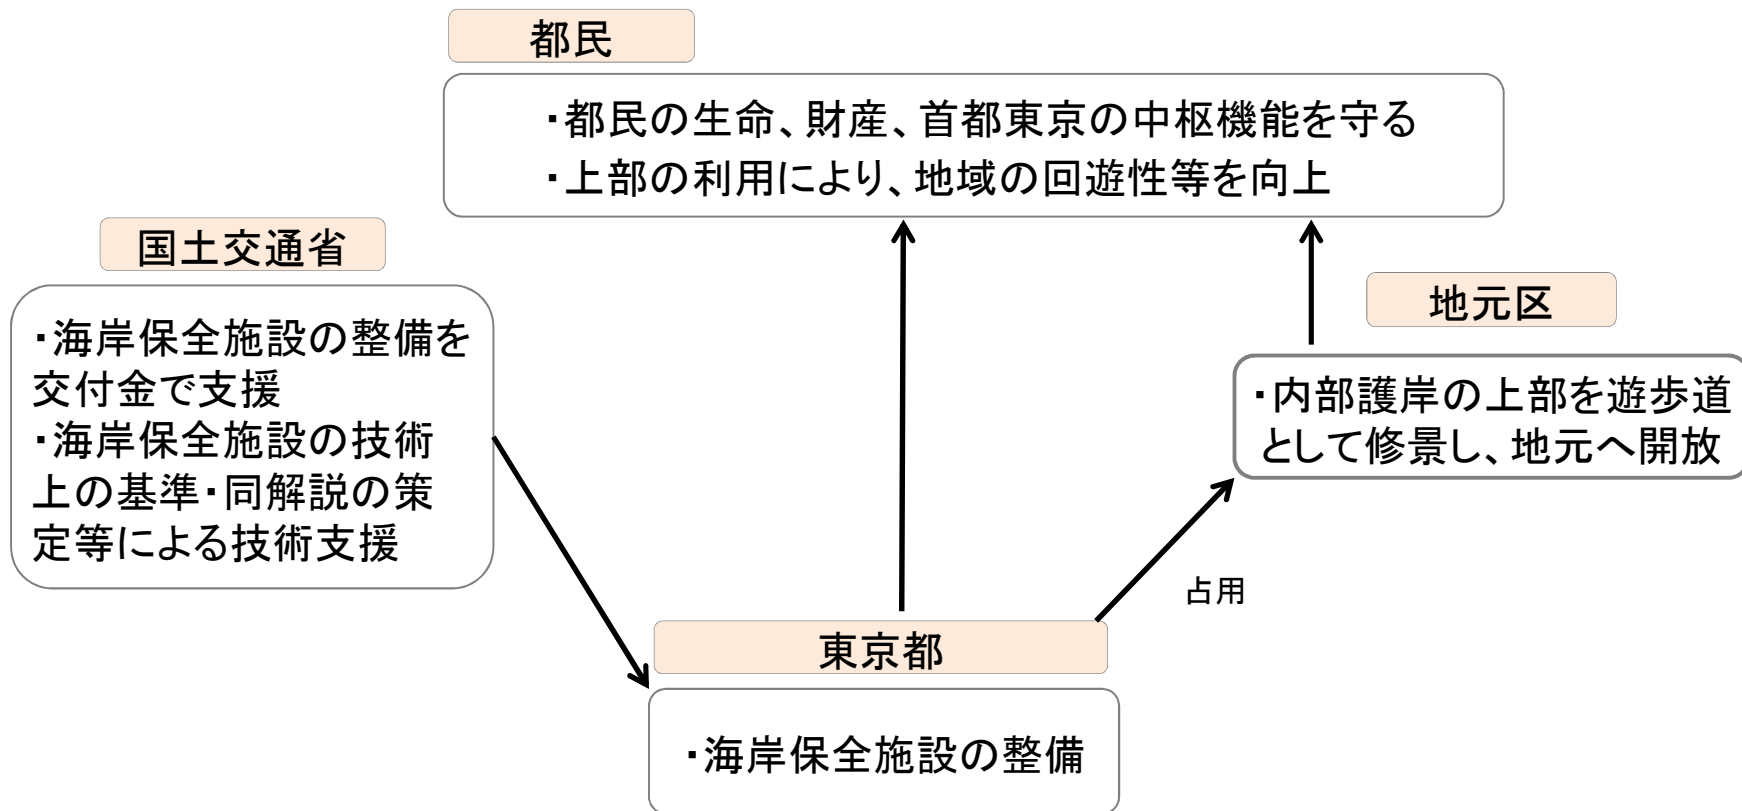 都民
・都民の生命、財産、首都東京の中枢機能を守る
・上部の利用により、地域の回遊性等を向上
国土交通省
・海岸保全施設の整備を
交付金で支援
・海岸保全施設の技術
上の基準・同解説の策
定等による技術支援
地元区
・内部護岸の上部を遊歩道
として修景し、地元へ開放
占用
東京都
・海岸保全施設の整備